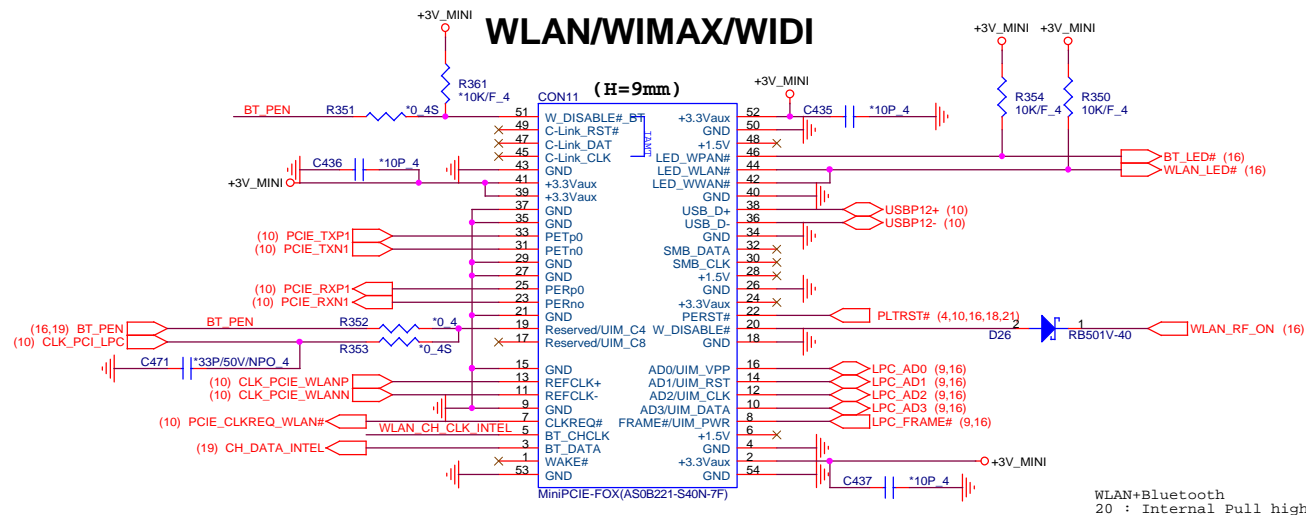 WLAN/WIMAX/WIDI
+3V_MINI
+3V_MINI +3V_MINI
(H=9mm)
+3V_MINI
R361
*10K/F_4
R354
10K/F_4
R350
10K/F_4
BT_PEN R351 *0_4S
CON11
C435 *10P_4
51 W_DISABLE#_BT +3.3Vaux 52
49 C-Link_RST# GND 50
47 C-Link_DAT +1.5V 48
45 C-Link_CLK LED_WPAN# 46 BT_LED# (16)
TANT
43 GND LED_WLAN# 44 WLAN_LED# (16)
C436 *10P_4
+3V_MINI 41 +3.3Vaux LED_WWAN# 42
39 +3.3Vaux GND 40
37 GND USB_D+ 38 USBP12+ (10)
35 GND USB_D- 36 USBP12- (10)
(10) PCIE_TXP1 33 PETp0 GND 34
(10) PCIE_TXN1 31 PETn0 SMB_DATA 32
29 GND SMB_CLK 30
27 GND +1.5V 28
(10) PCIE_RXP1 25 PERp0 GND 26
(10) PCIE_RXN1 23 PERno +3.3Vaux 24
21 GND PERST# 22 PLTRST# (4,10,16,18,21)
(16,19) BT_PEN BT_PEN R352 *0_4 19 Reserved/UIM_C4 W_DISABLE# 20 2 D26 1 RB501V-40 WLAN_RF_ON (16)
(10) CLK_PCI_LPC R353 *0_4S 17 Reserved/UIM_C8 GND 18
C471 *33P/50V/NPO_4
15 GND AD0/UIM_VPP 16 LPC_AD0 (9,16)
(10) CLK_PCIE_WLANP 13 REFCLK+ AD1/UIM_RST 14 LPC_AD1 (9,16)
(10) CLK_PCIE_WLANN 11 REFCLK- AD2/UIM_CLK 12 LPC_AD2 (9,16)
9 GND AD3/UIM_DATA 10 LPC_AD3 (9,16)
(10) PCIE_CLKREQ_WLAN# 7 CLKREQ# FRAME#/UIM_PWR 8 LPC_FRAME# (9,16)
WLAN_CH_CLK_INTEL 5 BT_CHCLK +1.5V 6
(19) CH_DATA_INTEL 3 BT_DATA GND 4
1 WAKE# +3.3Vaux 2 +3V_MINI
53 GND GND 54
C437 *10P_4
MiniPCIE-FOX(AS0B221-S40N-7F)
WLAN+Bluetooth
20 : Internal Pull high